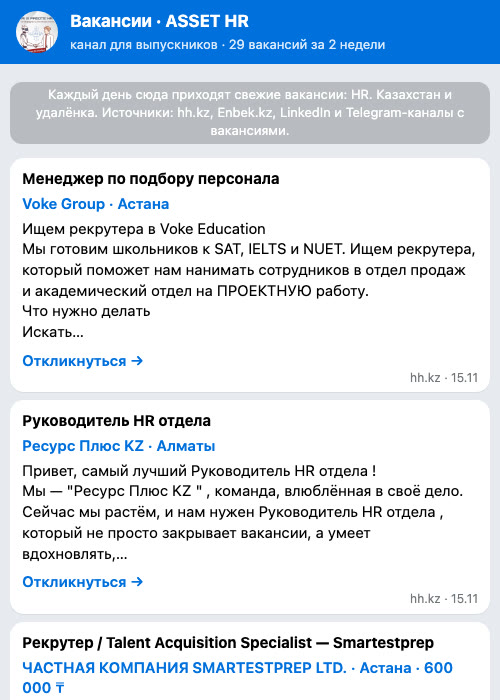 Вакансии · ASSET HR
канал для выпускников · 29 вакансий за 2 недели
Каждый день сюда приходят свежие вакансии: HR. Казахстан и
удалёнка. Источники: hh.kz, Enbek.kz, LinkedIn и Telegram-каналы с
вакансиями.
Менеджер по подбору персонала
Voke Group · Астана
Ищем рекрутера в Voke Education
Мы готовим школьников к SAT, IELTS и NUET. Ищем рекрутера,
который поможет нам нанимать сотрудников в отдел продаж
и академический отдел на ПРОЕКТНУЮ работу.
Что нужно делать
Искать...
Откликнуться →
hh.kz · 15.11
Руководитель HR отдела
Ресурс Плюс KZ · Алматы
Привет, самый лучший Руководитель HR отдела !
Мы — "Ресурс Плюс KZ " , команда, влюблённая в своё дело.
Сейчас мы растём, и нам нужен Руководитель HR отдела ,
который не просто закрывает вакансии, а умеет
вдохновлять,...
Откликнуться →
hh.kz · 15.11
Рекрутер / Talent Acquisition Specialist — Smartestprep
ЧАСТНАЯ КОМПАНИЯ SMARTESTPREP LTD. · Астана · 600
000 ₸